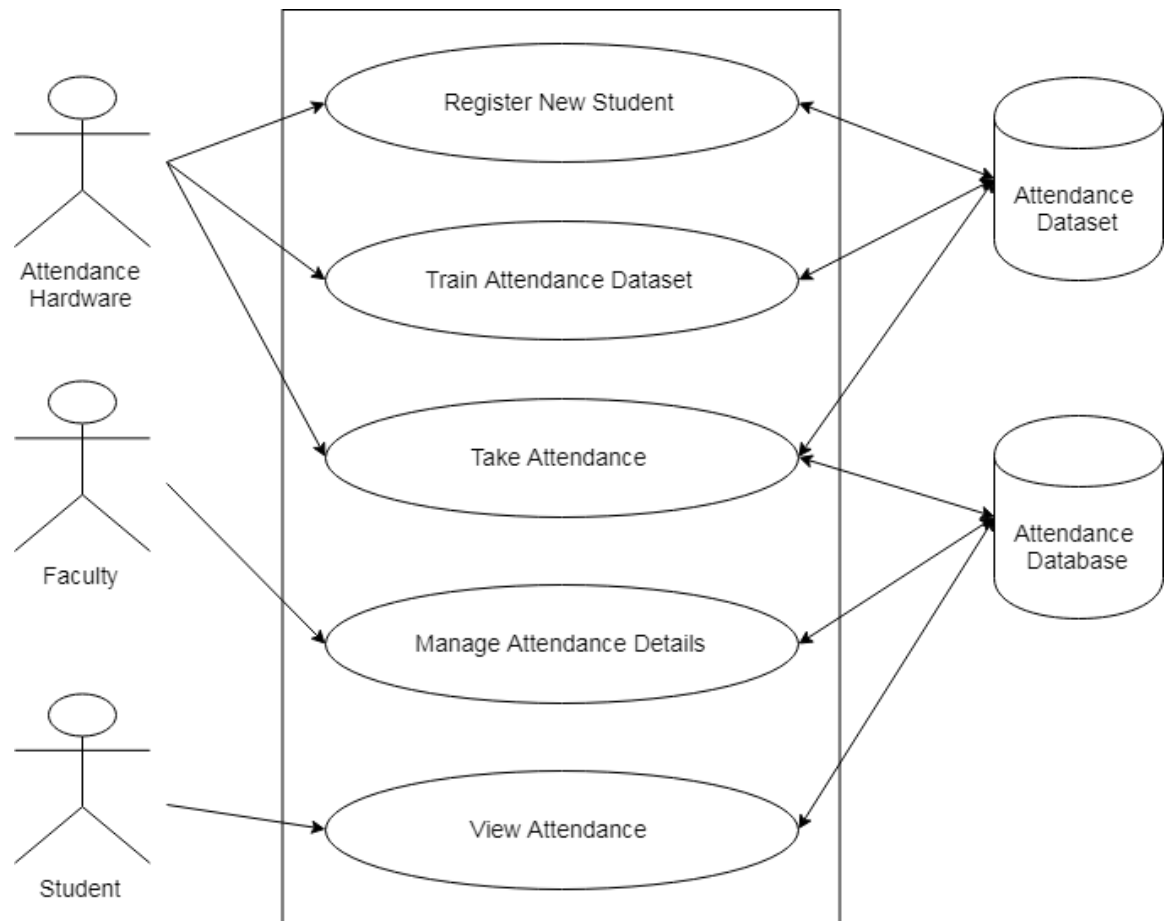 Register New Student
Attendance
Dataset
Train Attendance Dataset
Attendance
Hardware
Take Attendance
Attendance
Database
Faculty
Manage Attendance Details
View Attendance
Student